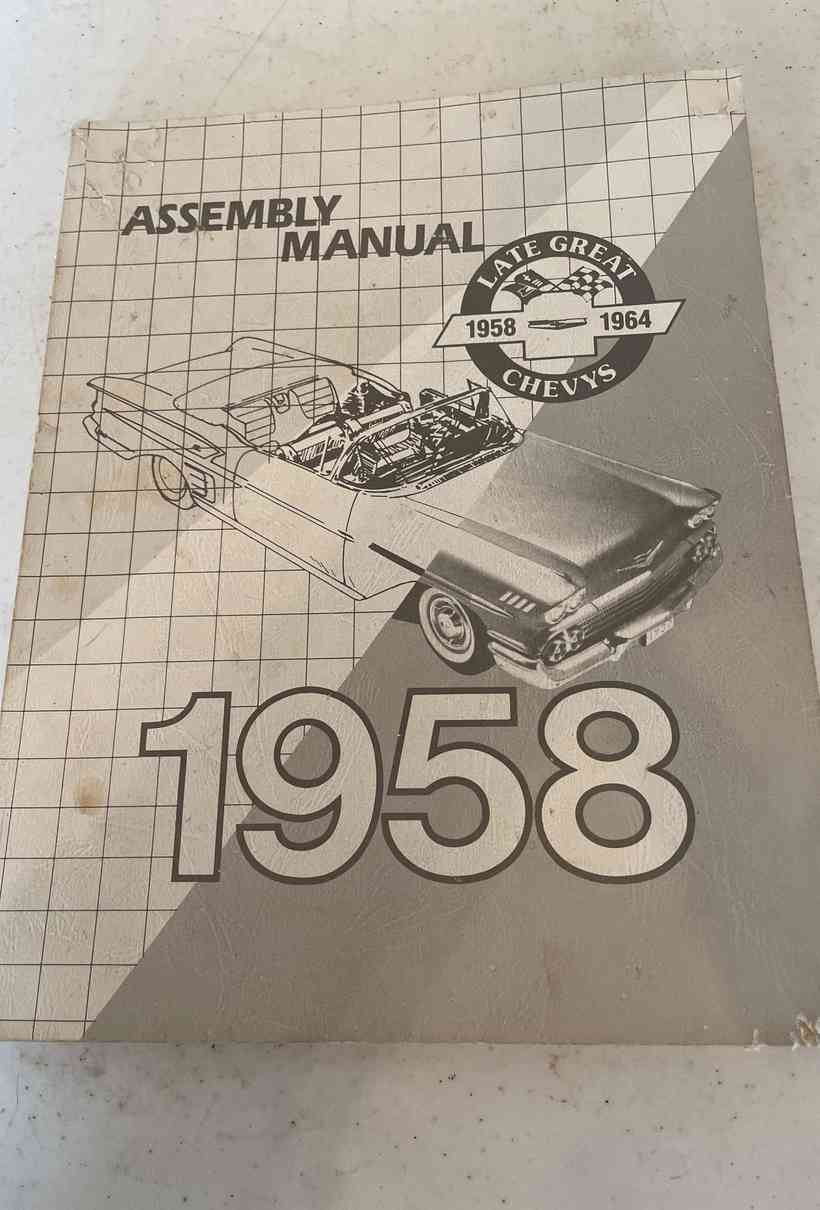 ASSEMBLY
MANUAL
LATE GREAT
1958 1964
CHEVYS
1958